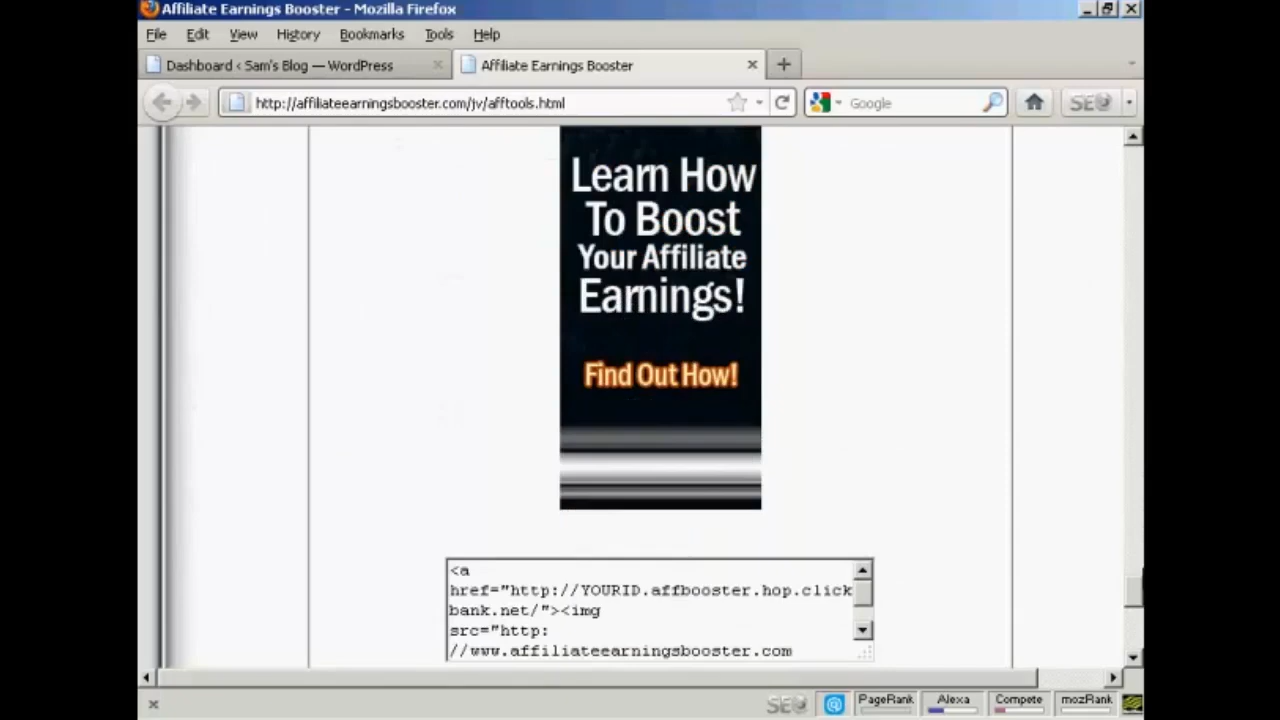 Affiliate Earnings Booster - Mozilla Firefox
File Edit View History Bookmarks Tools Help
Dashboard ‹ Sam's Blog — WordPress
Affiliate Earnings Booster
http://affiliateearningsbooster.com/jv/afftools.html
Google
SEO
Learn How
To Boost
Your Affiliate
Earnings!
Find Out How!
<a
href="http://YOURID.affbooster.hop.click
bank.net/"><img
src="http:
//www.affiliateearningsbooster.com
SEO
PageRank
Alexa
Compete
mozRank